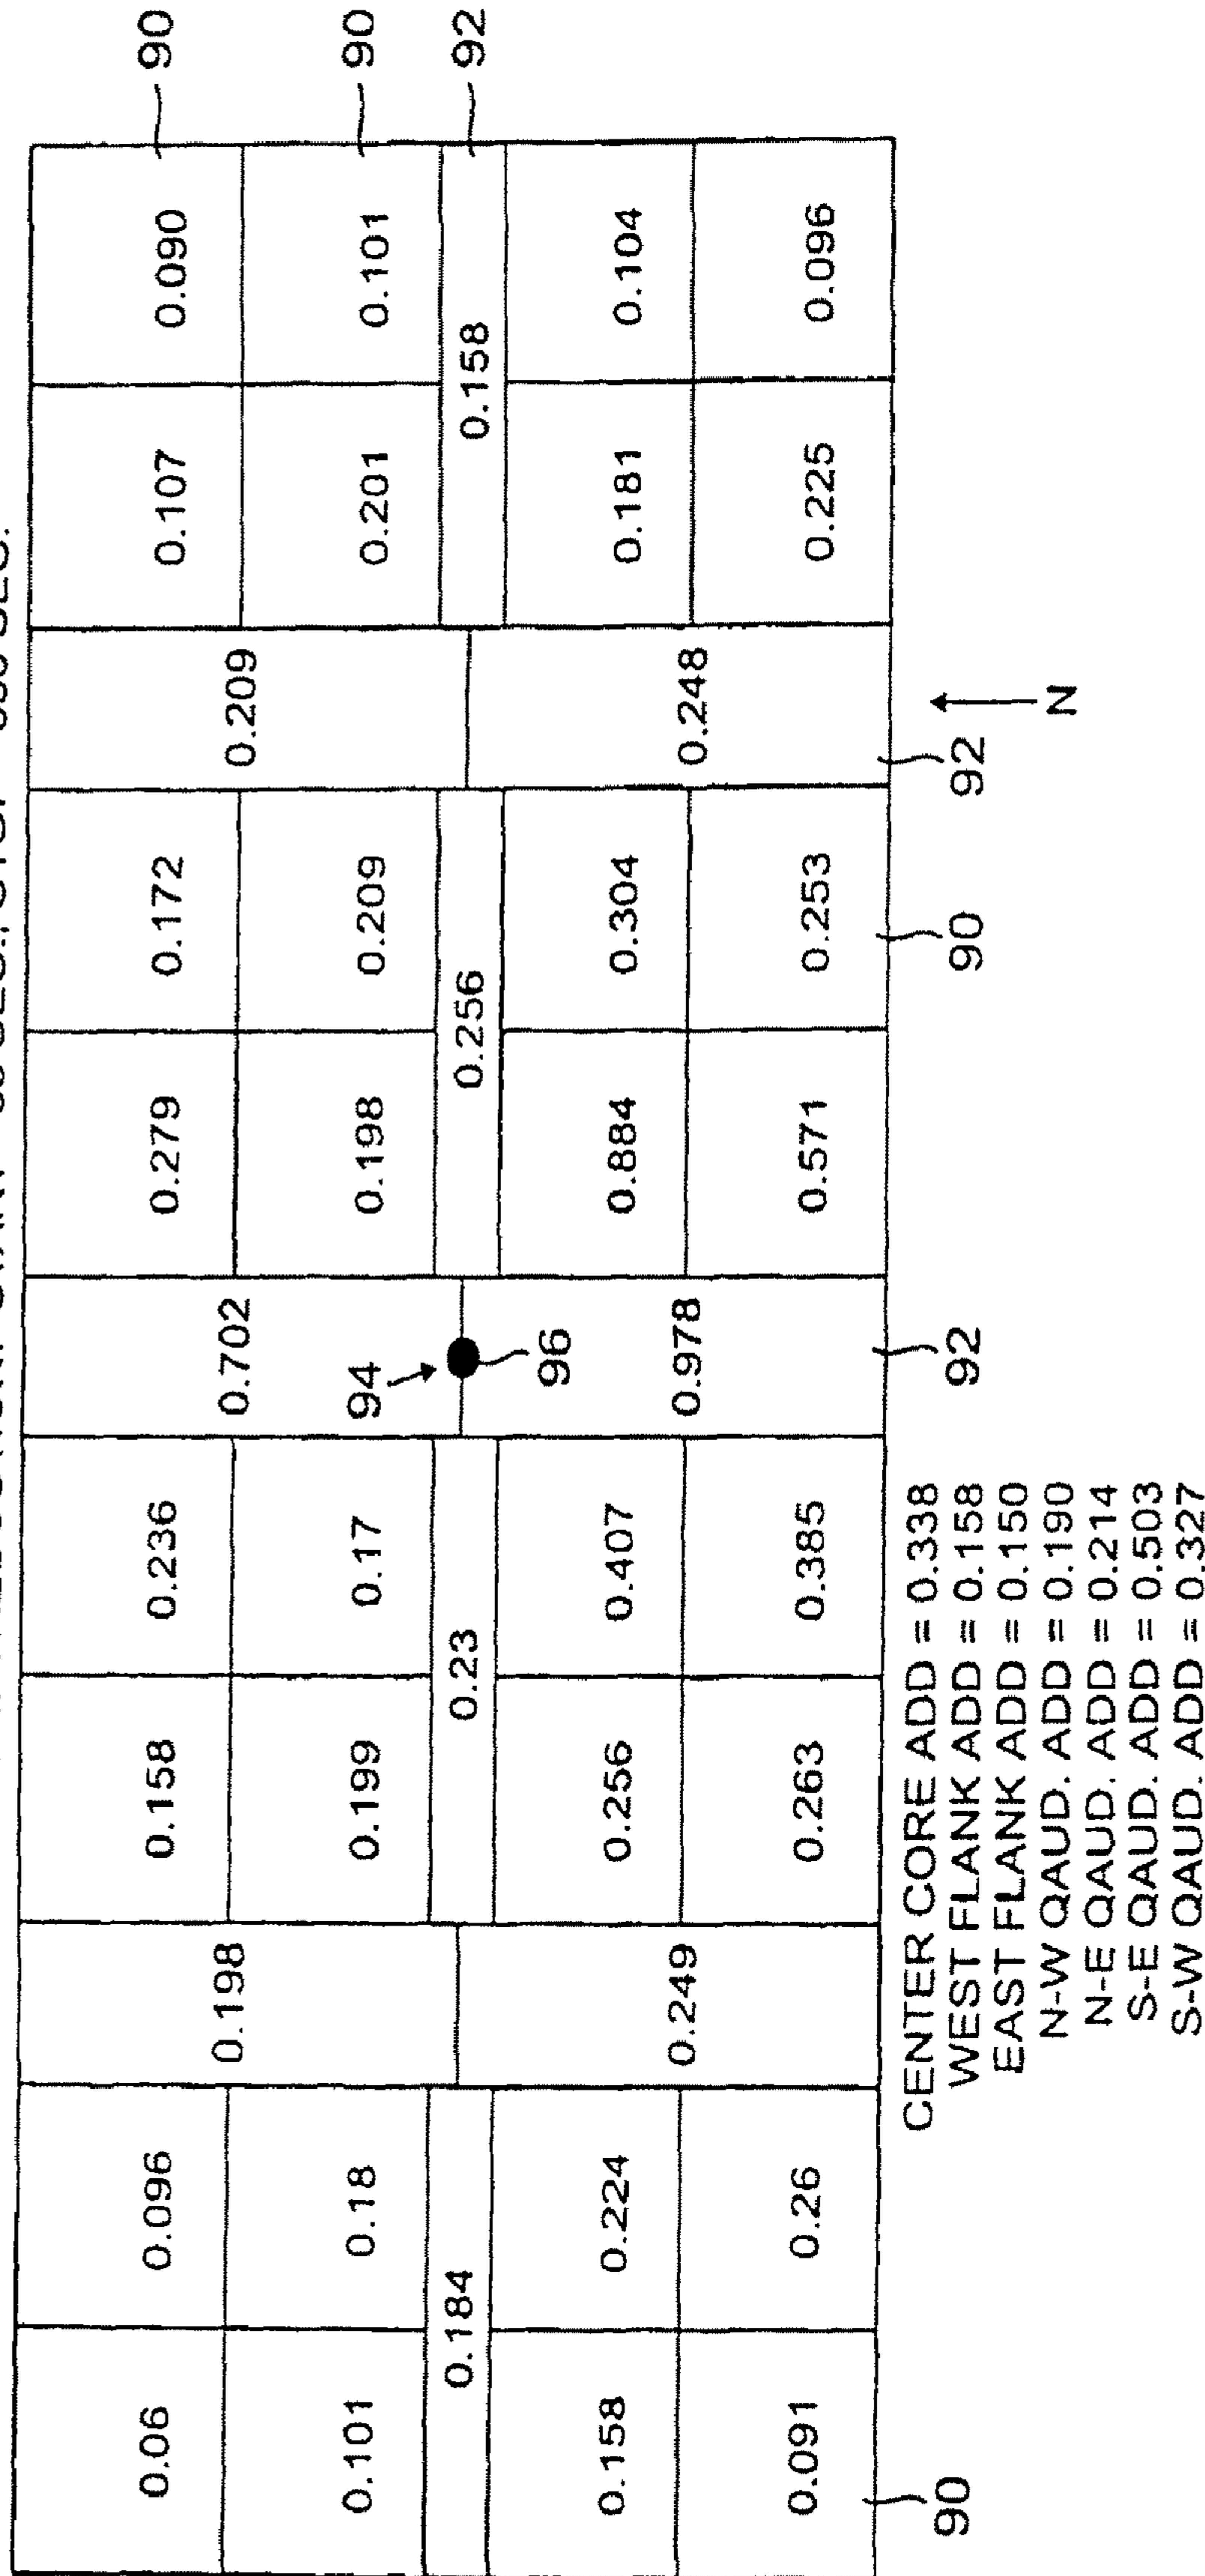 0.06 0.096 0.158 0.236 0.279 0.172 0.107 0.090 90
0.198 0.702 0.209
0.101 0.18 0.199 0.17 94 0.198 0.209 0.201 0.101 90
0.184 0.23 0.256 0.158 92
96
0.158 0.224 0.256 0.407 0.884 0.304 0.181 0.104
0.249 0.978 0.248
0.091 0.26 0.263 0.385 0.571 0.253 0.225 0.096
90 92 90 92 N
CENTER CORE ADD = 0.338
WEST FLANK ADD = 0.158
EAST FLANK ADD = 0.150
N-W QAUD. ADD = 0.190
N-E QAUD. ADD = 0.214
S-E QAUD. ADD = 0.503
S-W QAUD. ADD = 0.327